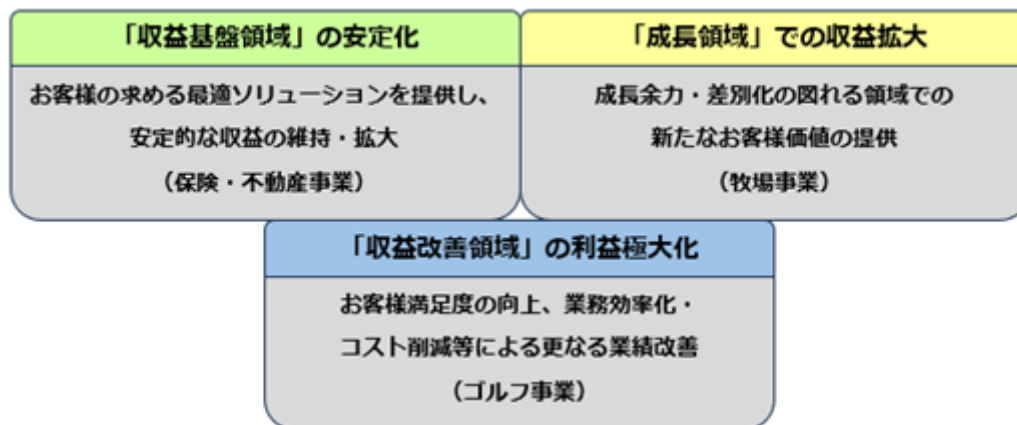 「収益基盤領域」の安定化
お客様の求める最適ソリューションを提供し、
安定的な収益の維持・拡大
（保険・不動産事業）
「成長領域」での収益拡大
成長余力・差別化の図れる領域での
新たなお客様価値の提供
（牧場事業）
「収益改善領域」の利益極大化
お客様満足度の向上、業務効率化・
コスト削減等による更なる業績改善
（ゴルフ事業）